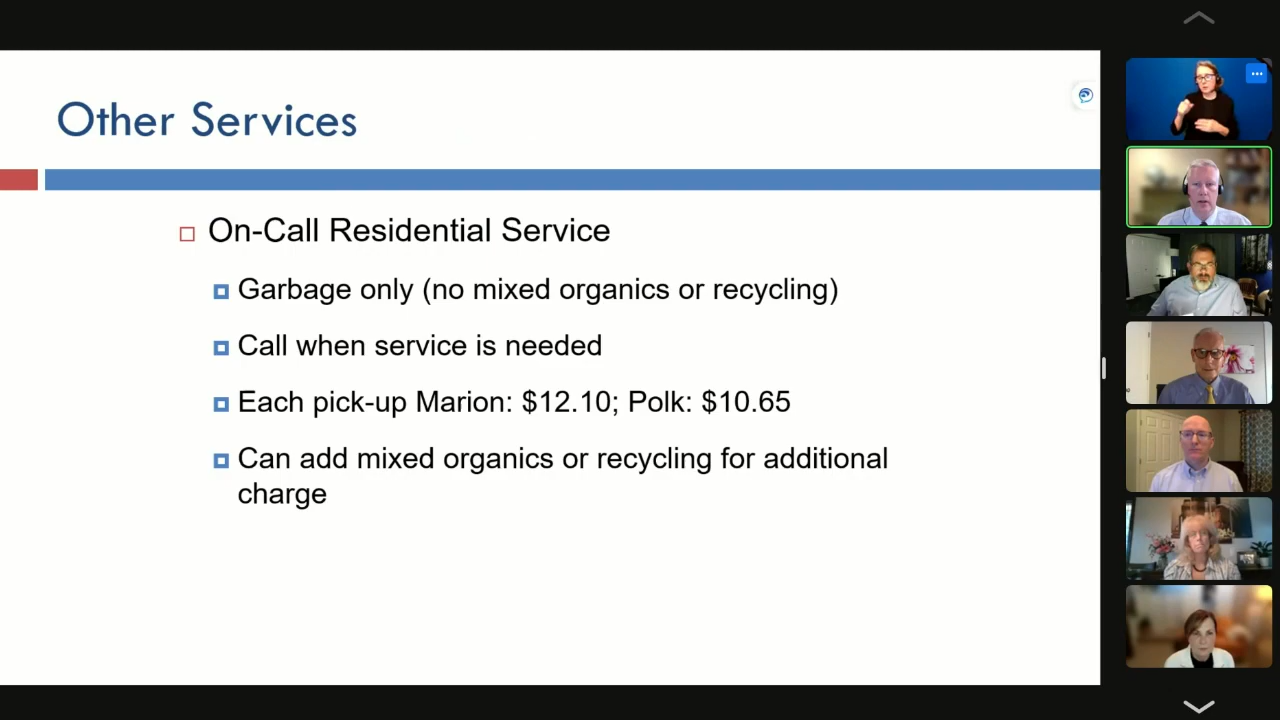 Other Services
On-Call Residential Service
Garbage only (no mixed organics or recycling)
Call when service is needed
Each pick-up Marion: $12.10; Polk: $10.65
Can add mixed organics or recycling for additional
charge